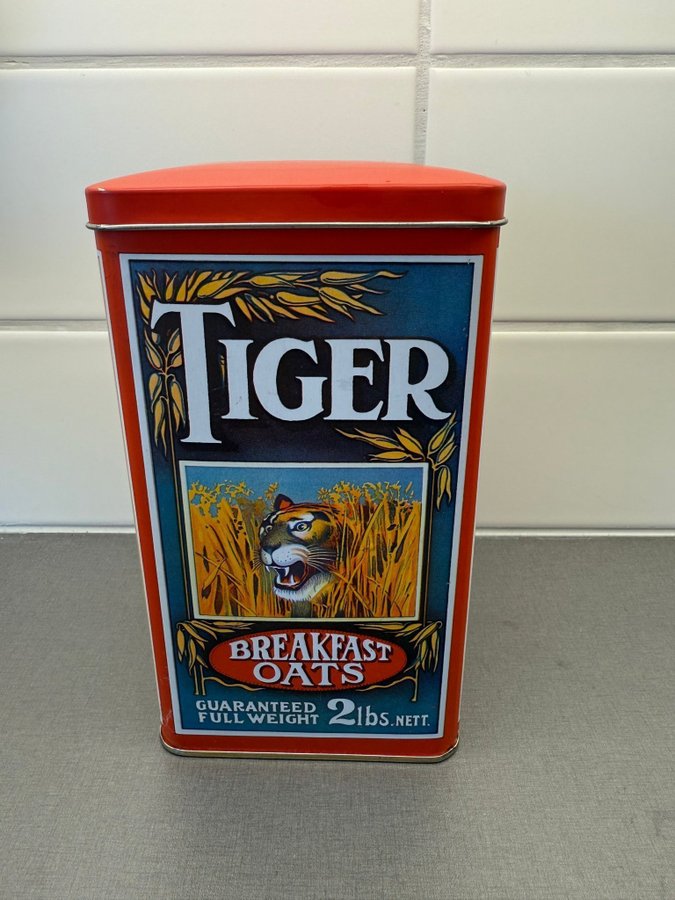 TIGER
BREAKFAST
OATS
GUARANTEED
FULL WEIGHT 2lbs. NETT.